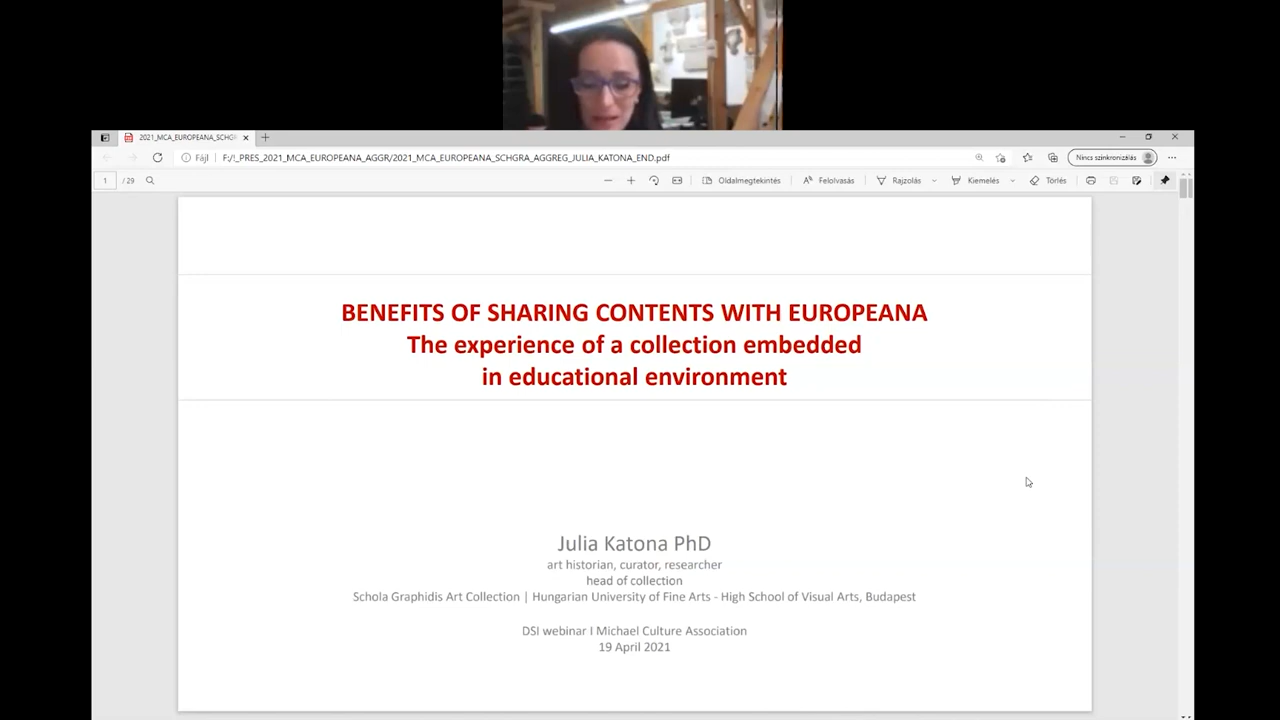 2021_MCA_EUROPEANA_SCHGR
Fájl
F:/!_PRES_2021_MCA_EUROPEANA_AGGR/2021_MCA_EUROPEANA_SCHGRA_AGGREG_JULIA_KATONA_END.pdf
Nincs szinkronizálás
1 / 29
Oldalmegtekintés
Felolvasás
Rajzolás
Kiemelés
Törlés
BENEFITS OF SHARING CONTENTS WITH EUROPEANA
The experience of a collection embedded
in educational environment
Julia Katona PhD
art historian, curator, researcher
head of collection
Schola Graphidis Art Collection | Hungarian University of Fine Arts - High School of Visual Arts, Budapest
DSI webinar I Michael Culture Association
19 April 2021